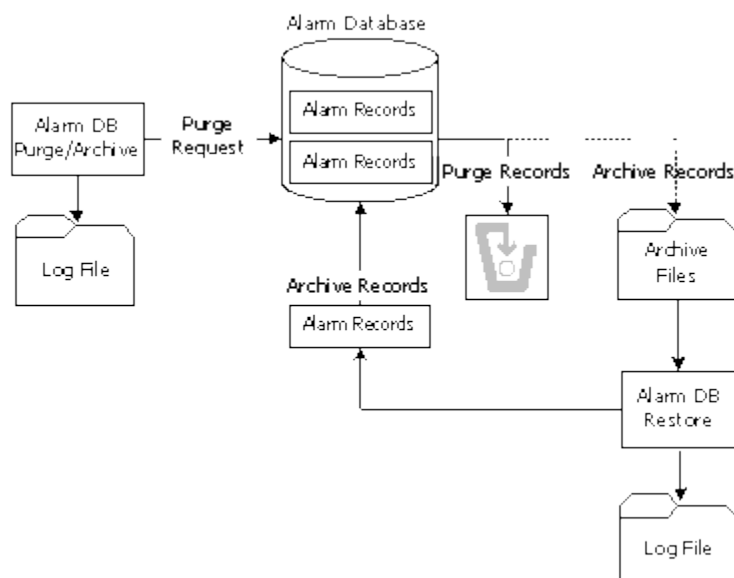 Alarm Database
Alarm Records
Alarm Records
Alarm DB
Purge/Archive
Purge
Request
Purge Records
Archive Records
Log File
Archive
Files
Archive Records
Alarm Records
Alarm DB
Restore
Log File